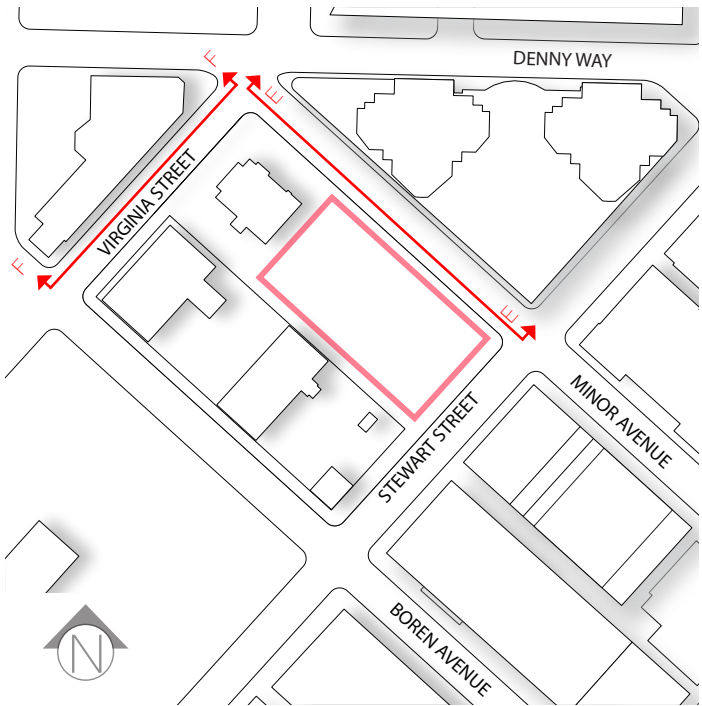 DENNY WAY
F
E
VIRGINIA STREET
F
E
MINOR AVENUE
STEWART STREET
BOREN AVENUE
N